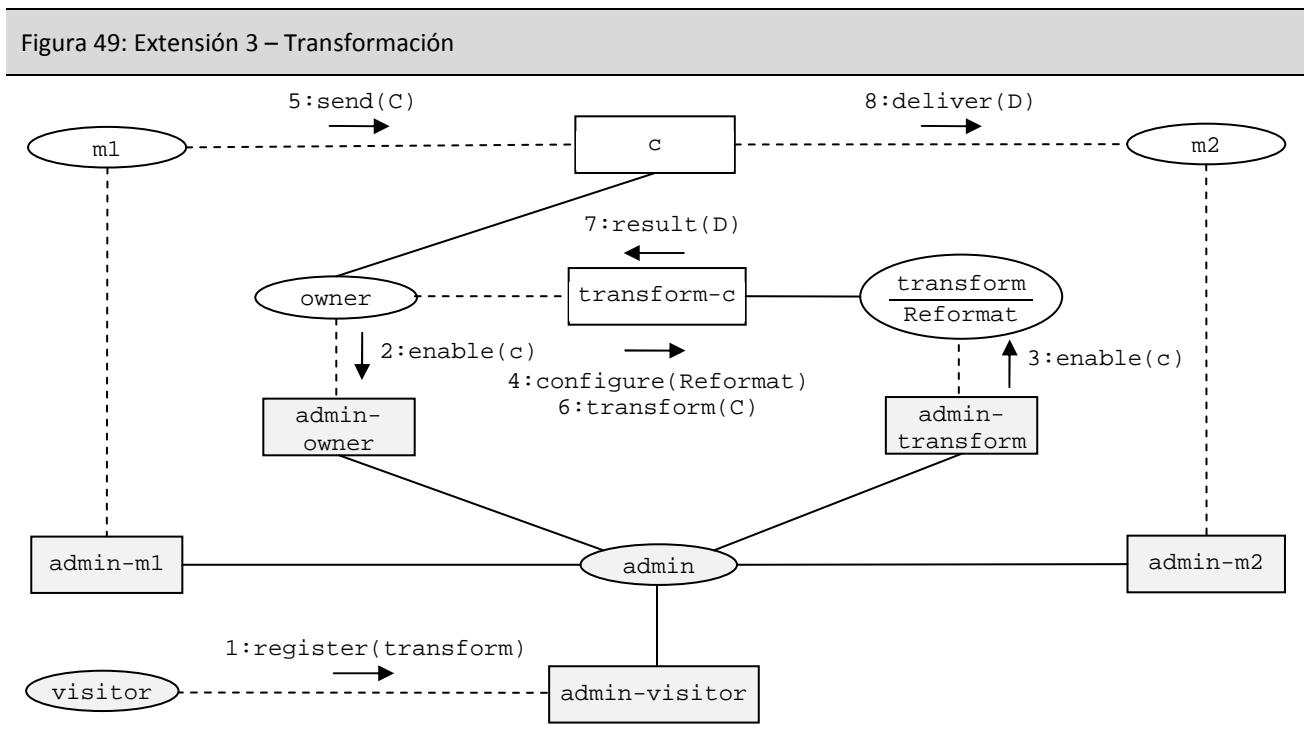 Figura 49: Extensión 3 – Transformación
5:send(C)
8:deliver(D)
m1
c
m2
7:result(D)
owner
transform-c
transform
Reformat
2:enable(c)
3:enable(c)
4:configure(Reformat)
6:transform(C)
admin-
owner
admin-
transform
admin-m1
admin
admin-m2
1:register(transform)
visitor
admin-visitor